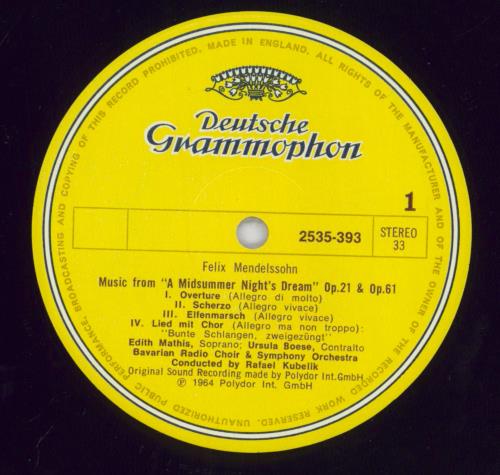 MADE IN ENGLAND. ALL RIGHTS OF THE MANUFACTURER AND OF THE OWNER OF THE RECORDED WORK RESERVED. UNAUTHORIZED PUBLIC PERFORMANCE, BROADCASTING AND COPYING OF THIS RECORD PROHIBITED.
Deutsche
Grammophon
1
2535-393
STEREO
33
Felix Mendelssohn
Music from "A Midsummer Night's Dream" Op.21 & Op.61
I. Overture (Allegro di molto)
II. Scherzo (Allegro vivace)
III. Elfenmarsch (Allegro vivace)
IV. Lied mit Chor (Allegro ma non troppo):
"Bunte Schlangen, zweigezüngt"
Edith Mathis, Soprano; Ursula Boese, Contralto
Bavarian Radio Choir & Symphony Orchestra
Conducted by Rafael Kubelik
Original Sound Recording made by Polydor Int.GmbH
℗ 1964 Polydor Int. GmbH